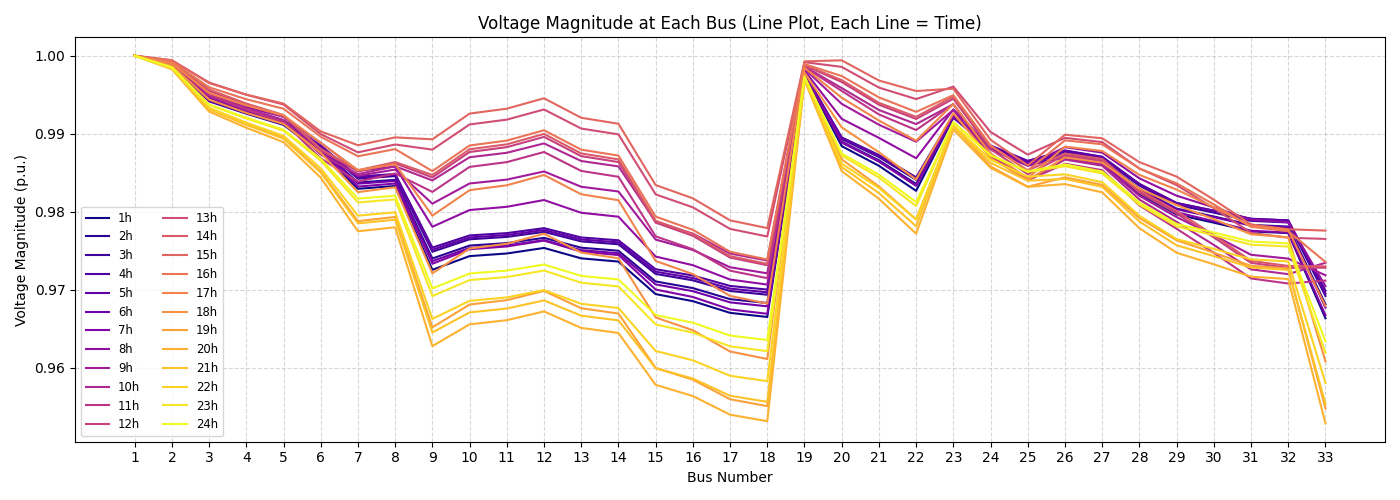 Voltage Magnitude at Each Bus (Line Plot, Each Line = Time)
Voltage Magnitude (p.u.)
1.00
0.99
0.98
0.97
0.96
1h
2h
3h
4h
5h
6h
7h
8h
9h
10h
11h
12h
13h
14h
15h
16h
17h
18h
19h
20h
21h
22h
23h
24h
1 2 3 4 5 6 7 8 9 10 11 12 13 14 15 16 17 18 19 20 21 22 23 24 25 26 27 28 29 30 31 32 33
Bus Number